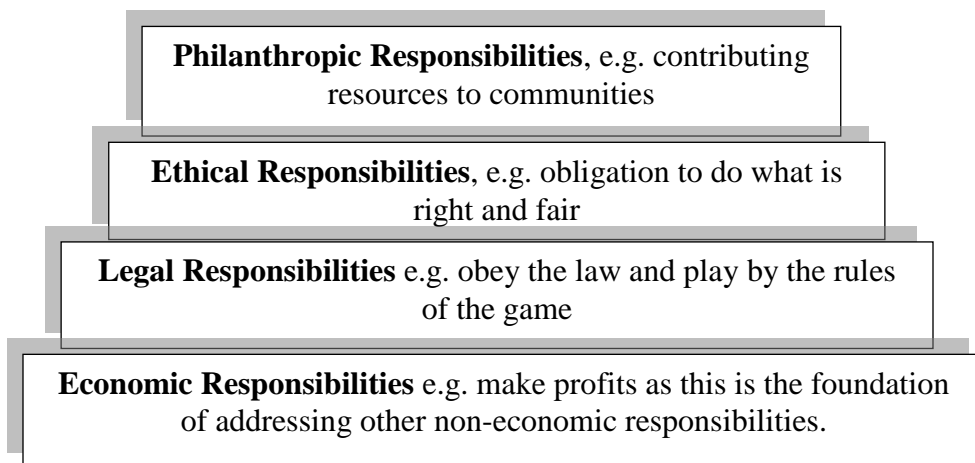 Philanthropic Responsibilities, e.g. contributing
resources to communities
Ethical Responsibilities, e.g. obligation to do what is
right and fair
Legal Responsibilities e.g. obey the law and play by the rules
of the game
Economic Responsibilities e.g. make profits as this is the foundation
of addressing other non-economic responsibilities.